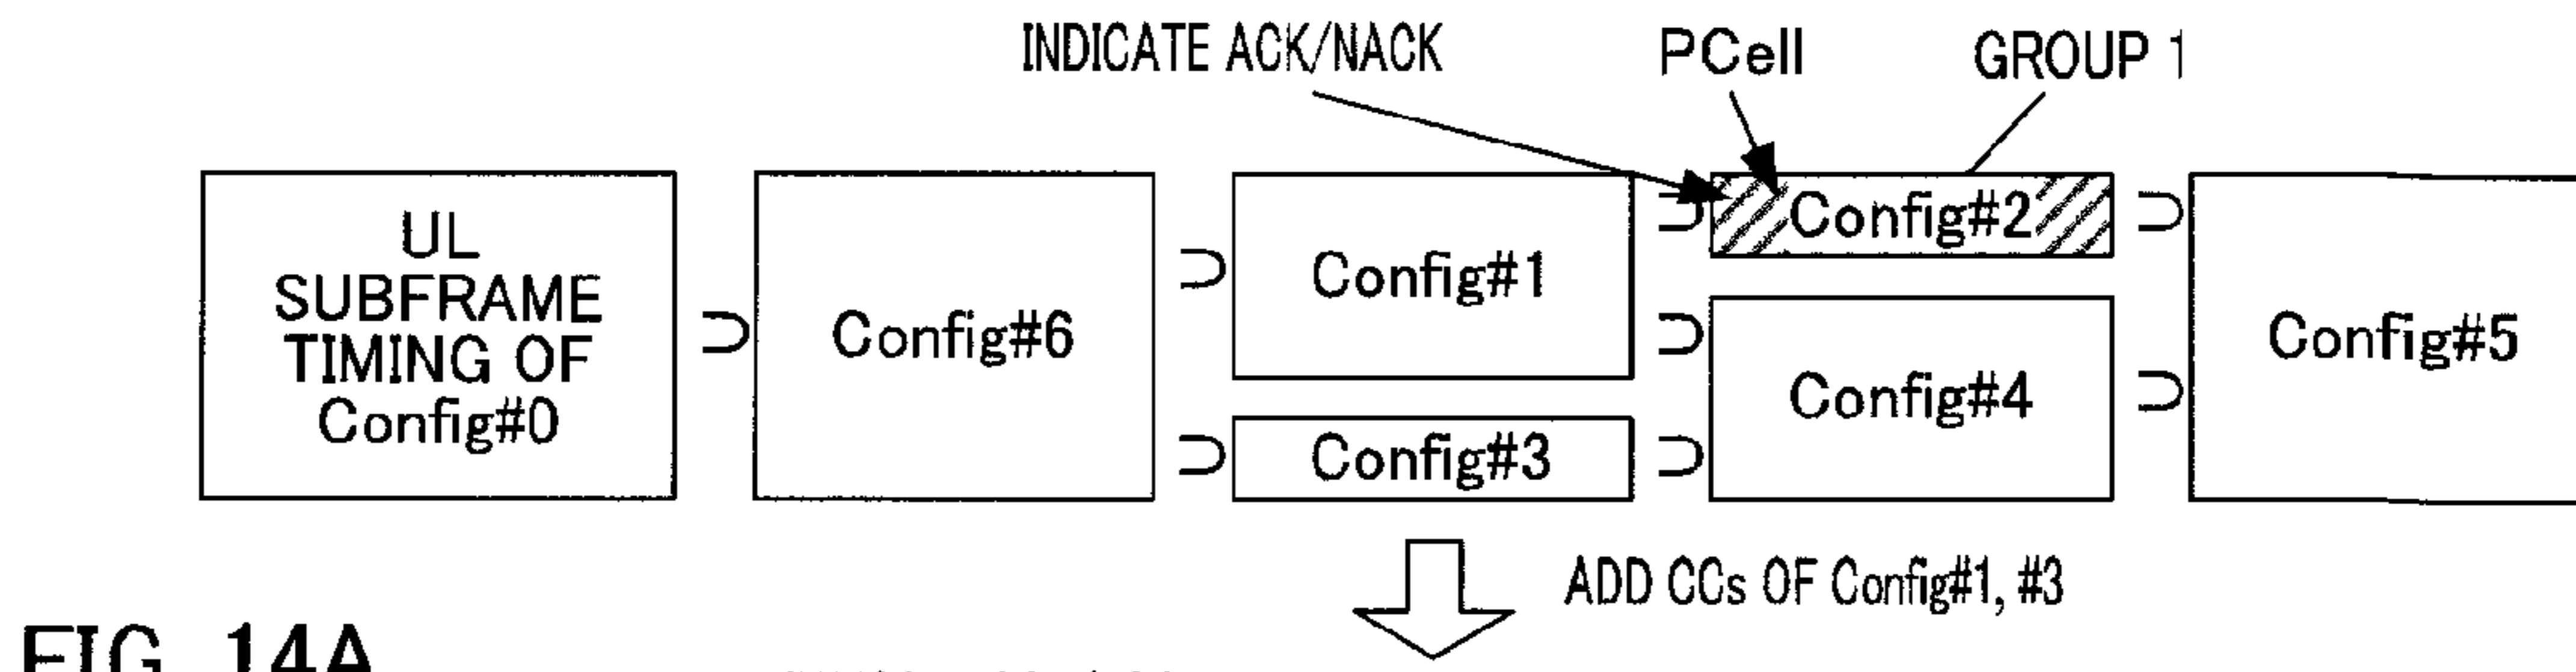 INDICATE ACK/NACK
PCell
GROUP 1
UL
SUBFRAME
TIMING OF
Config#0
⊃
Config#6
⊃
⊃
Config#1
Config#3
⊃
⊃
⊃
Config#2
Config#4
⊃
⊃
Config#5
ADD CCs OF Config#1, #3
FIG. 14A